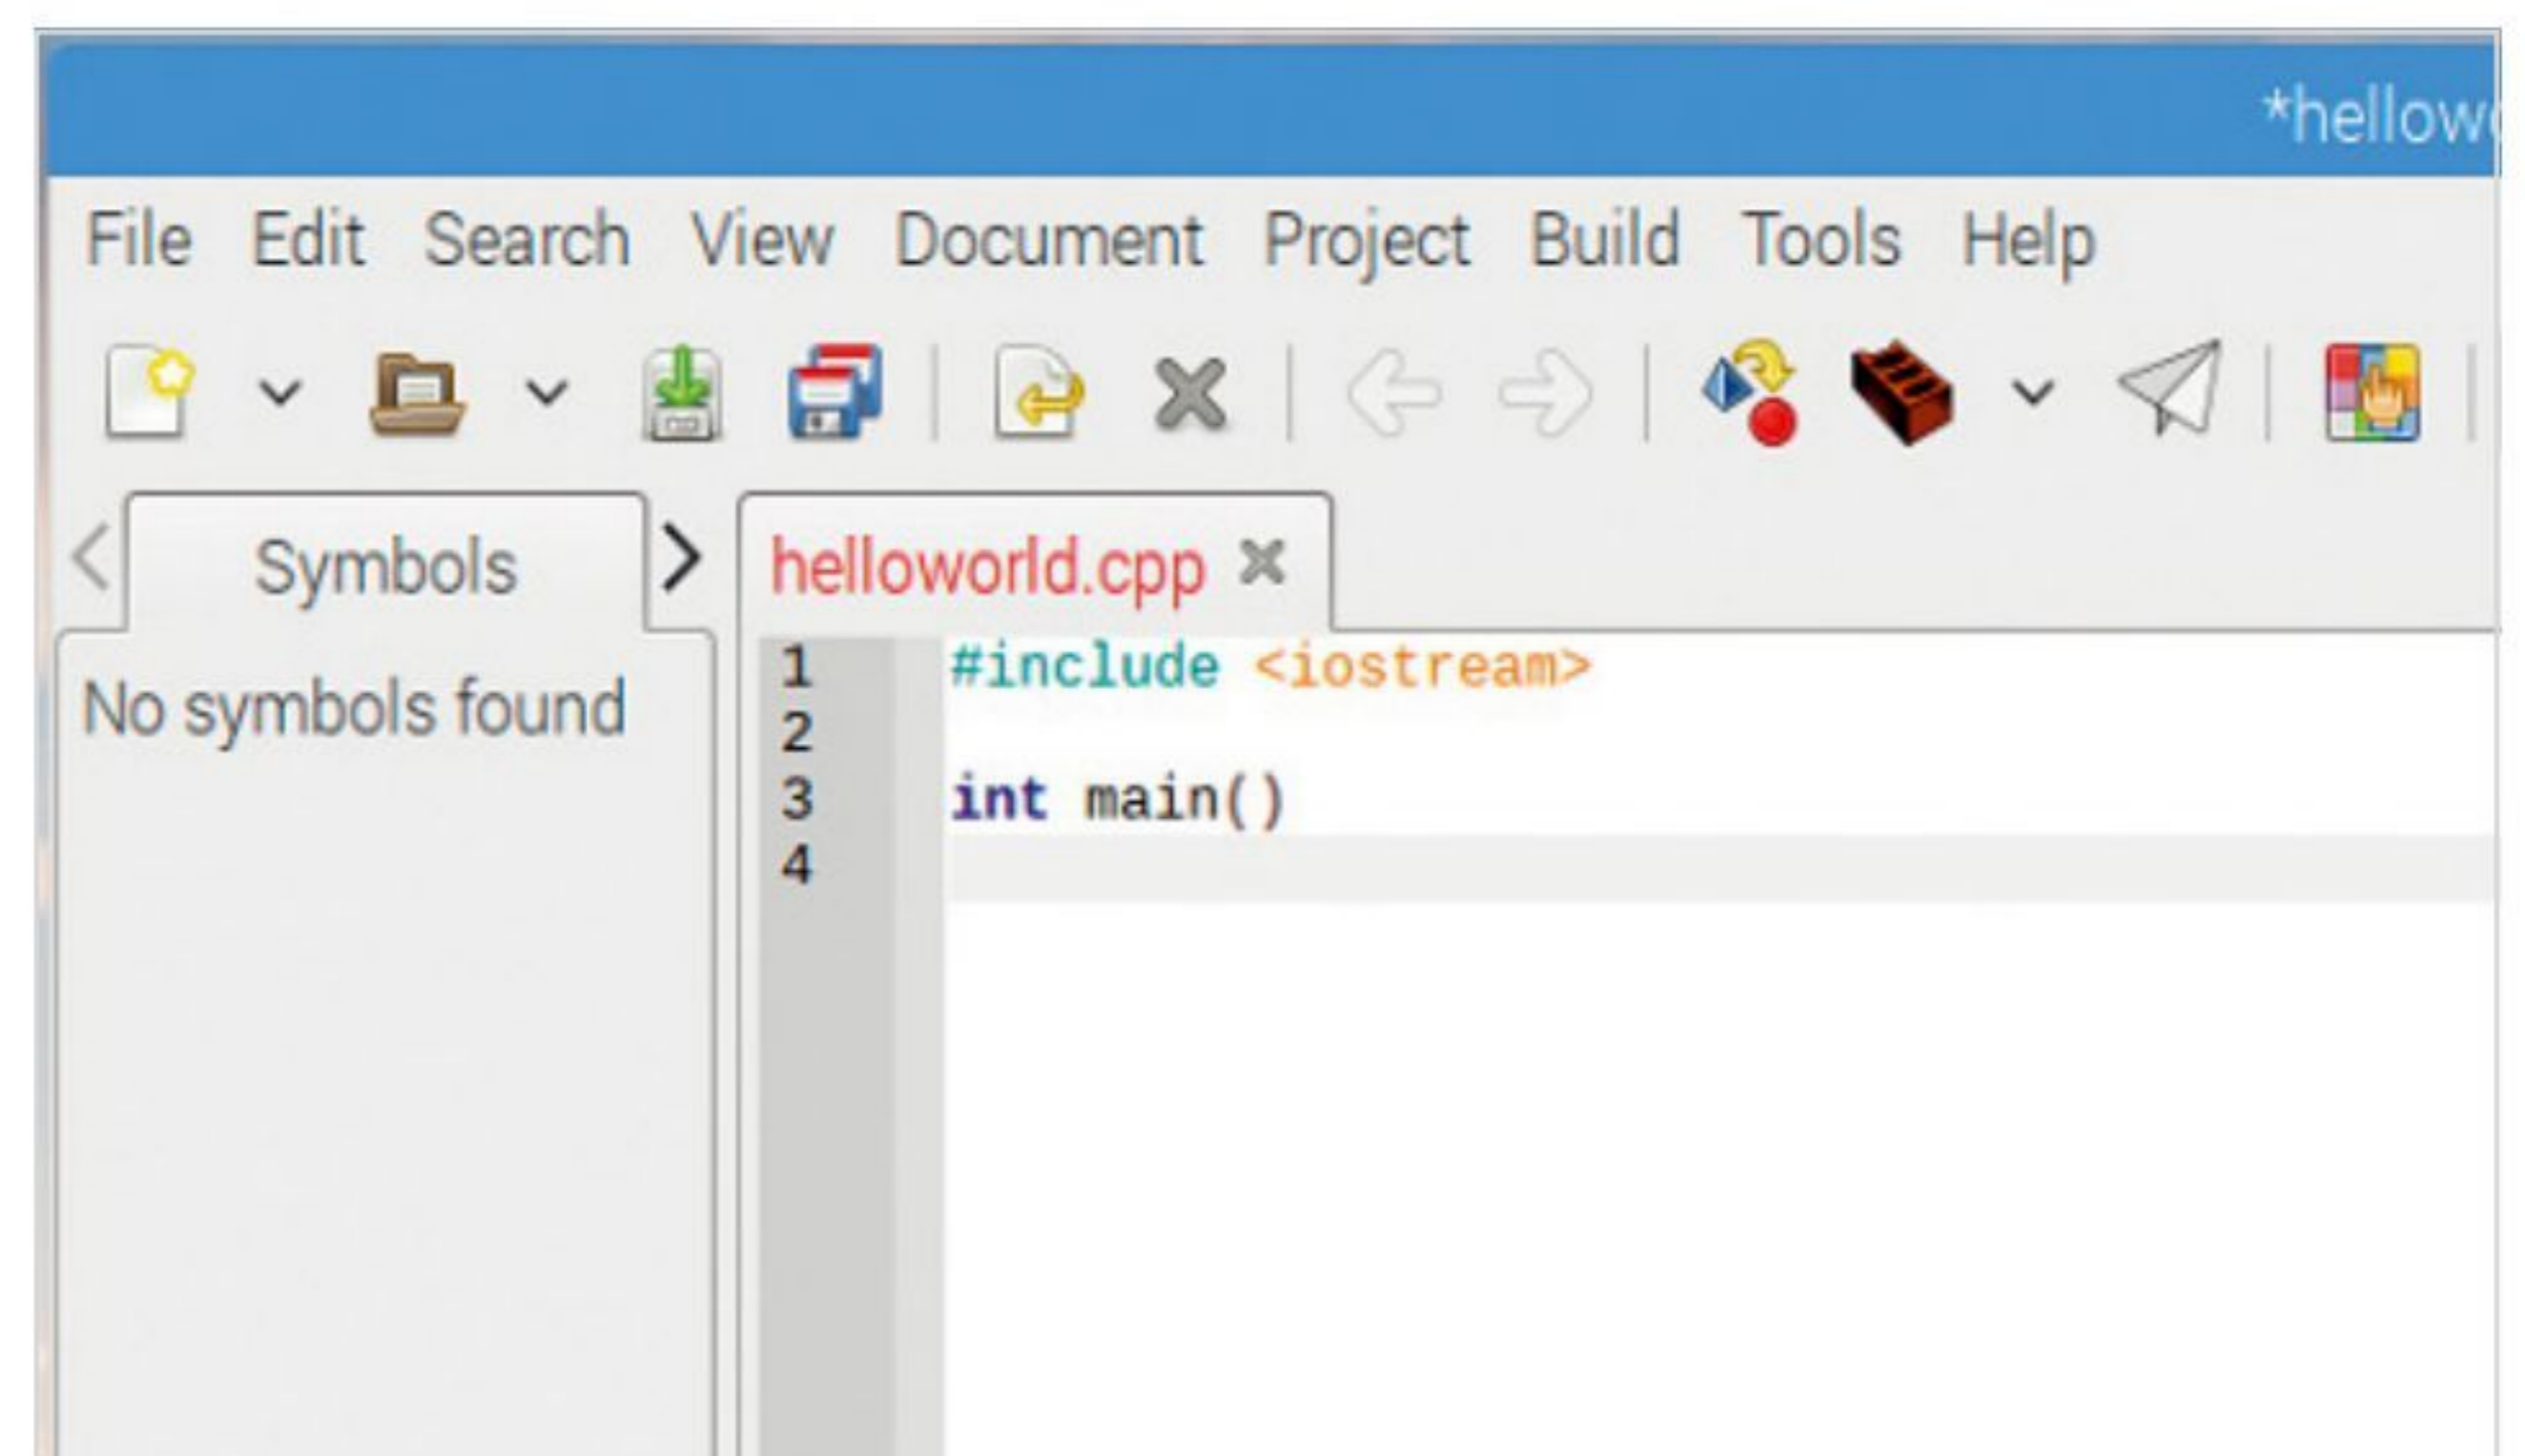 *hellow
File Edit Search View Document Project Build Tools Help
Symbols
helloworld.cpp
No symbols found
1 #include <iostream>
2
3 int main()
4